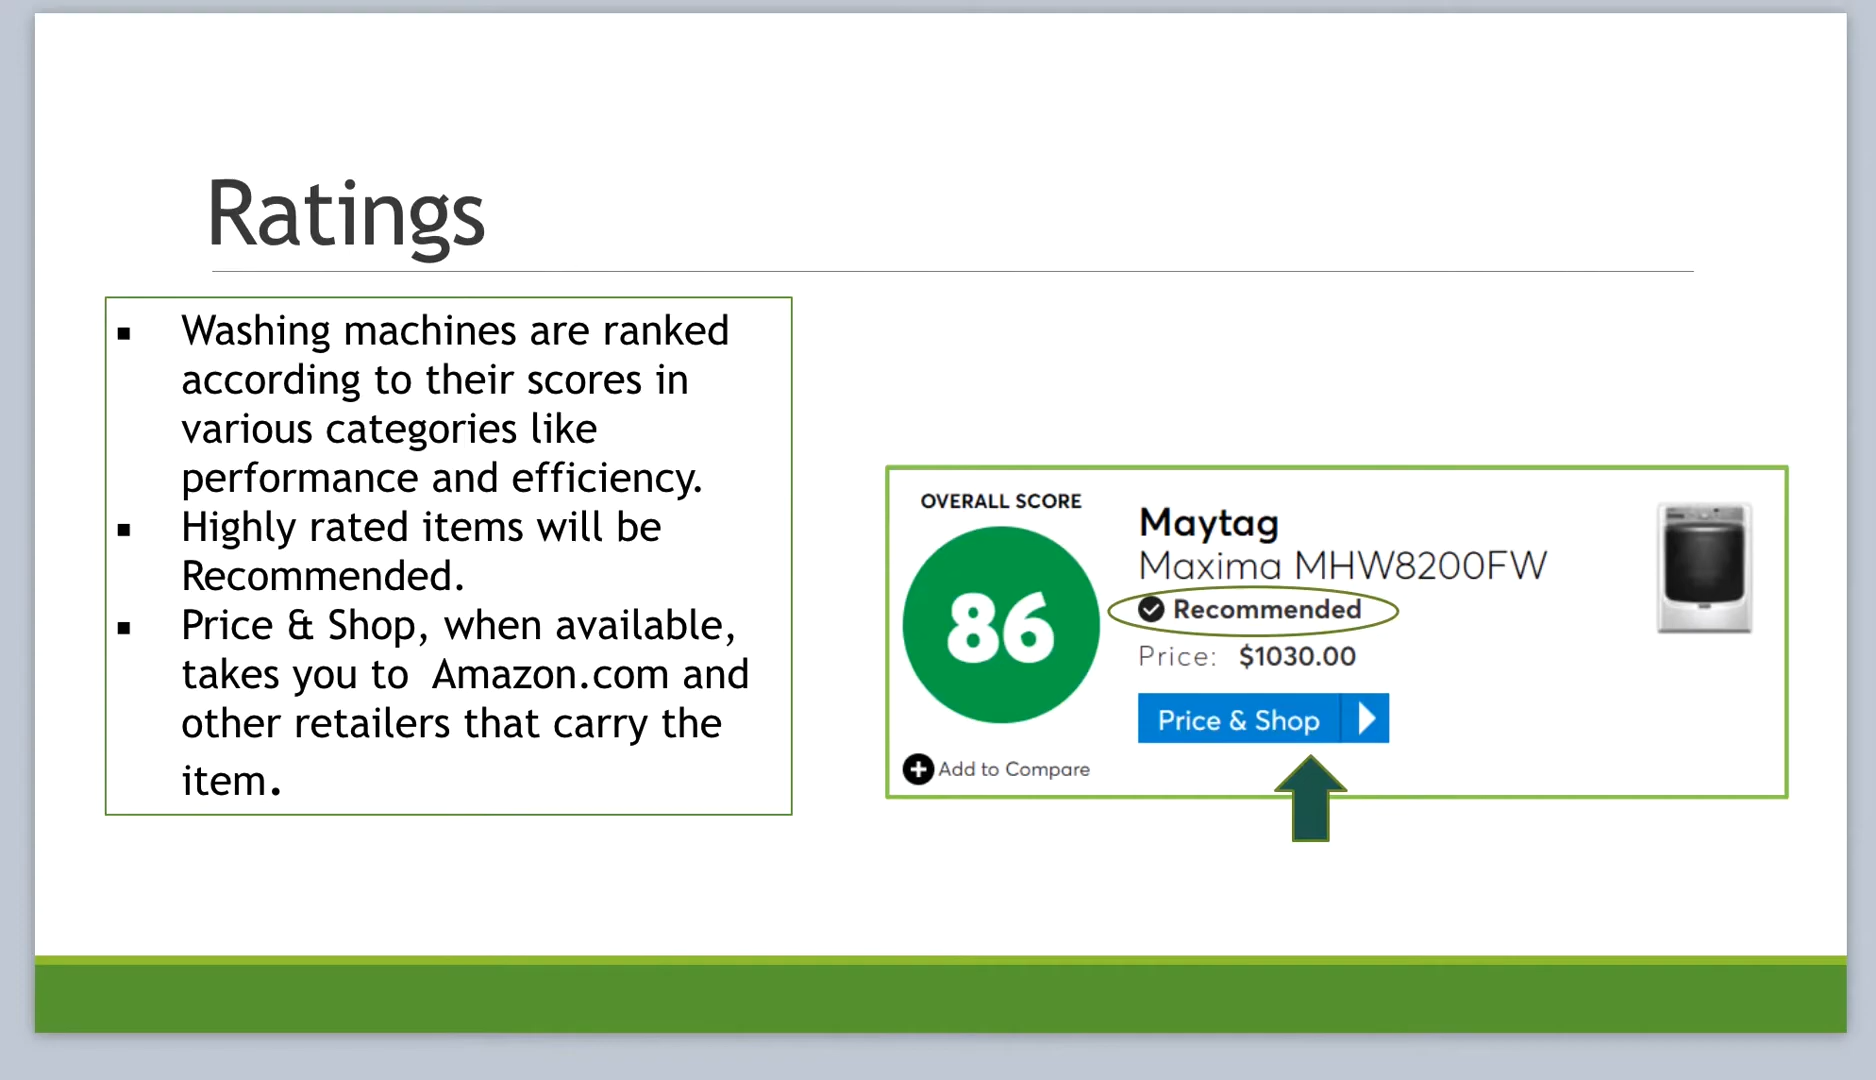 Ratings
▪ Washing machines are ranked
according to their scores in
various categories like
performance and efficiency.
▪ Highly rated items will be
Recommended.
▪ Price & Shop, when available,
takes you to  Amazon.com and
other retailers that carry the
item.
OVERALL SCORE
86
Add to Compare
Maytag
Maxima MHW8200FW
Recommended
Price: $1030.00
Price & Shop